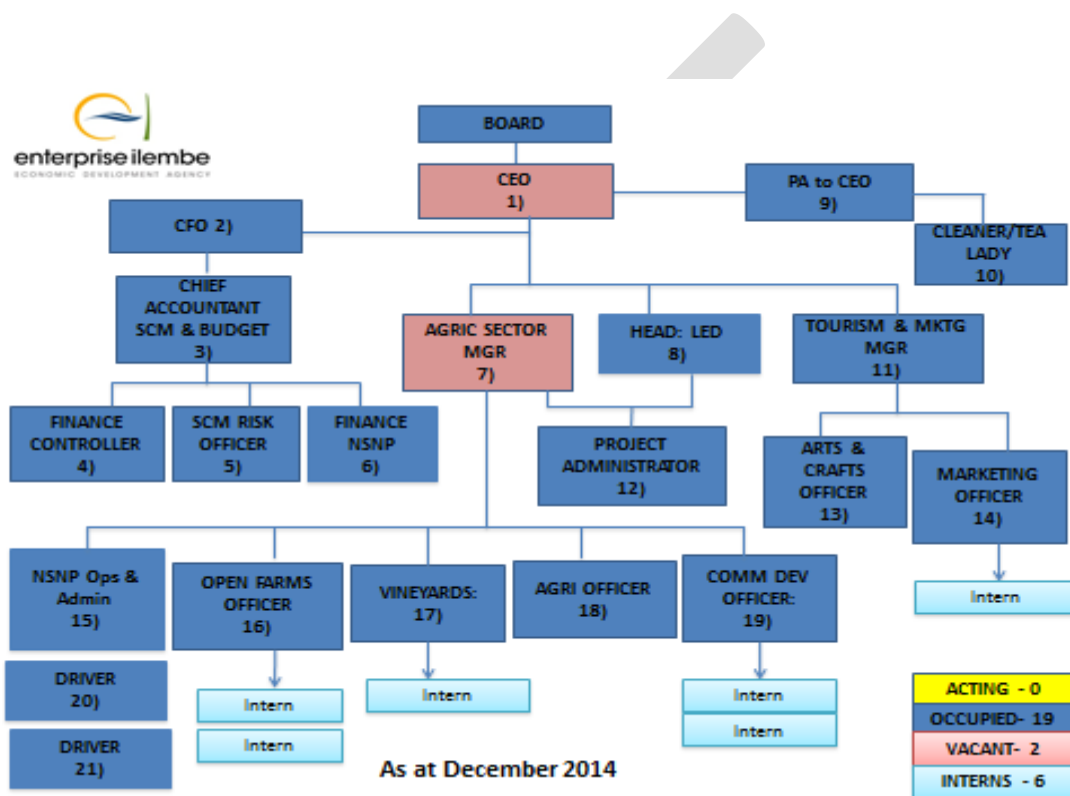 enterprise ilembe
ECONOMIC DEVELOPMENT AGENCY
BOARD
CEO
1)
PA to CEO
9)
CFO 2)
CLEANER/TEA
LADY
10)
CHIEF
ACCOUNTANT
SCM & BUDGET
3)
AGRIC SECTOR
MGR
7)
HEAD: LED
8)
TOURISM & MKTG
MGR
11)
FINANCE
CONTROLLER
4)
SCM RISK
OFFICER
5)
FINANCE
NSNP
6)
PROJECT
ADMINISTRATOR
12)
ARTS &
CRAFTS
OFFICER
13)
MARKETING
OFFICER
14)
Intern
NSNP Ops &
Admin
15)
OPEN FARMS
OFFICER
16)
VINEYARDS:
17)
AGRI OFFICER
18)
COMM DEV
OFFICER:
19)
DRIVER
20)
DRIVER
21)
Intern
Intern
Intern
Intern
Intern
As at December 2014
ACTING - 0
OCCUPIED- 19
VACANT- 2
INTERNS - 6